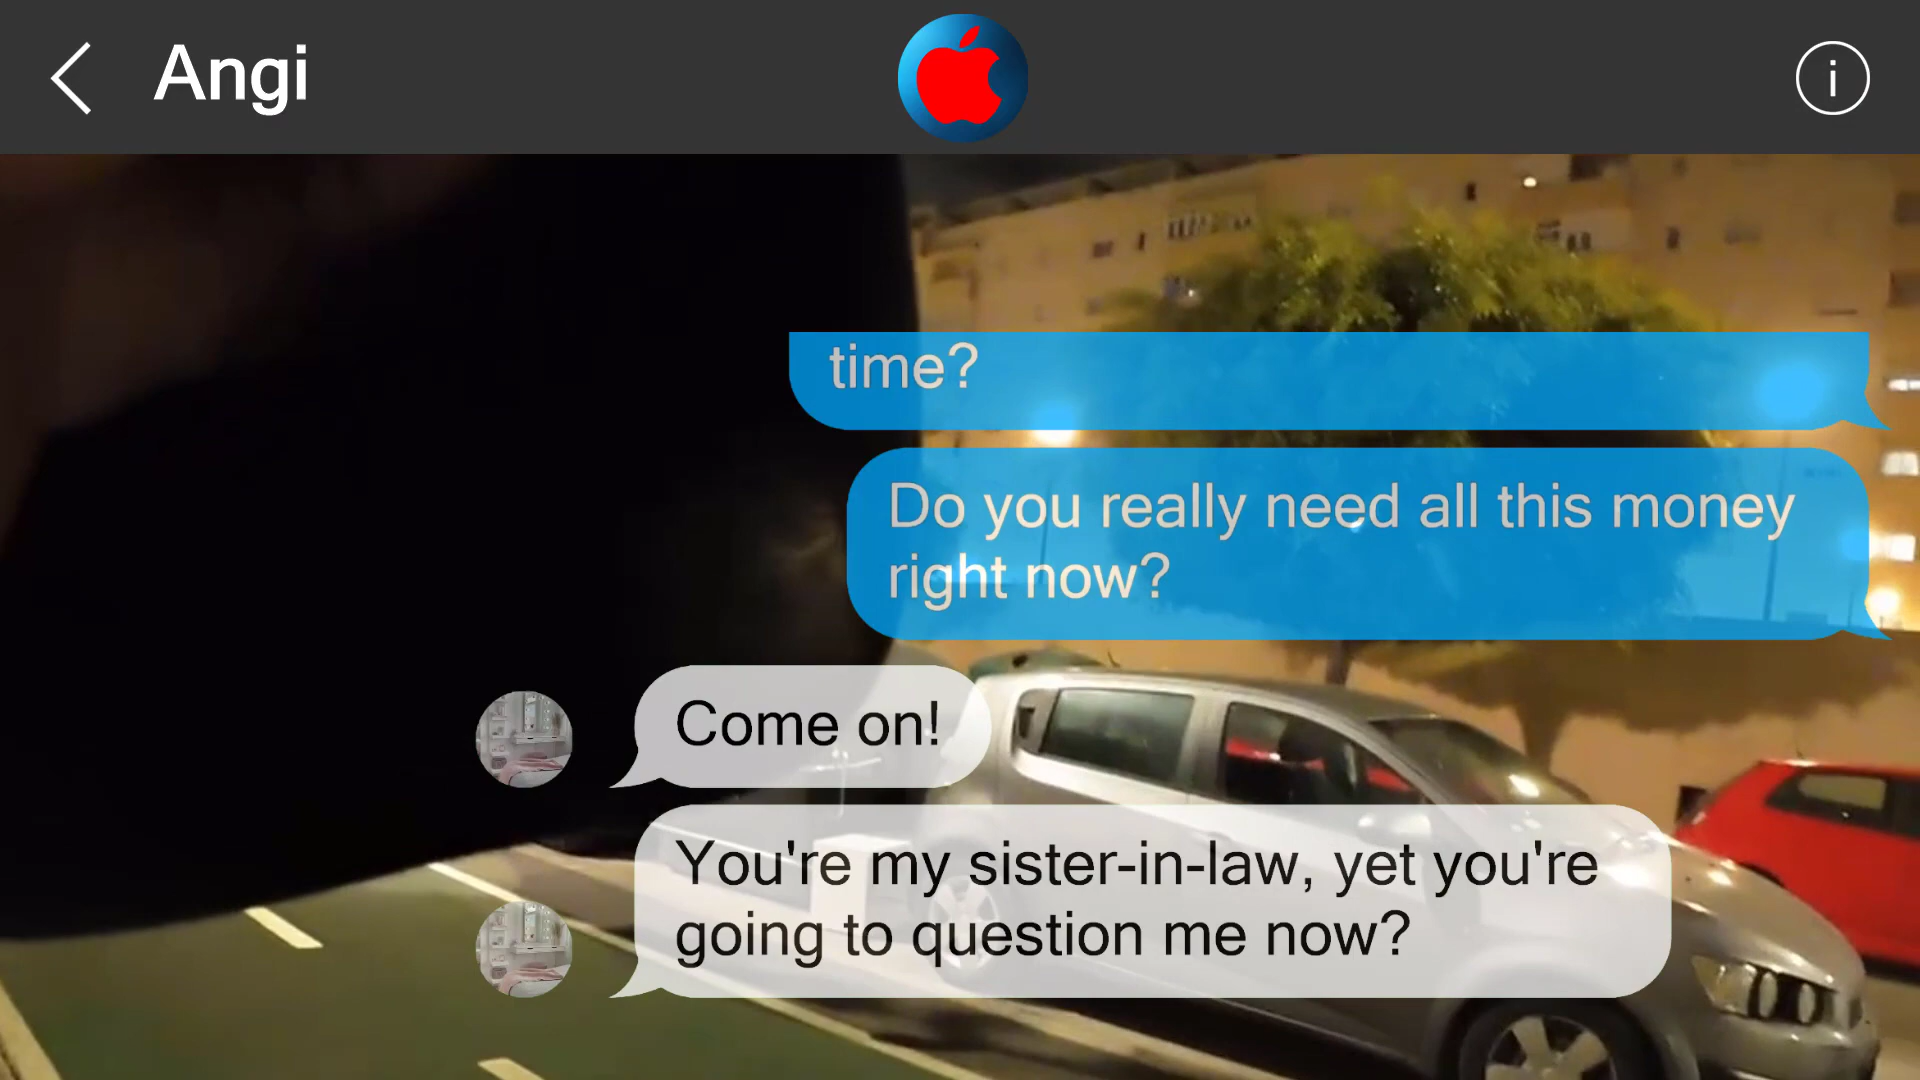 Angi
i
time?
Do you really need all this money
right now?
Come on!
You're my sister-in-law, yet you're
going to question me now?